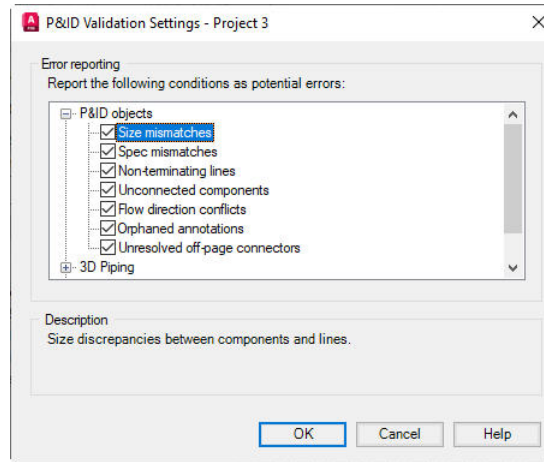 P&ID Validation Settings - Project 3
Error reporting
Report the following conditions as potential errors:
P&ID objects
Size mismatches
Spec mismatches
Non-terminating lines
Unconnected components
Flow direction conflicts
Orphaned annotations
Unresolved off-page connectors
3D Piping
Description
Size discrepancies between components and lines.
OK Cancel Help